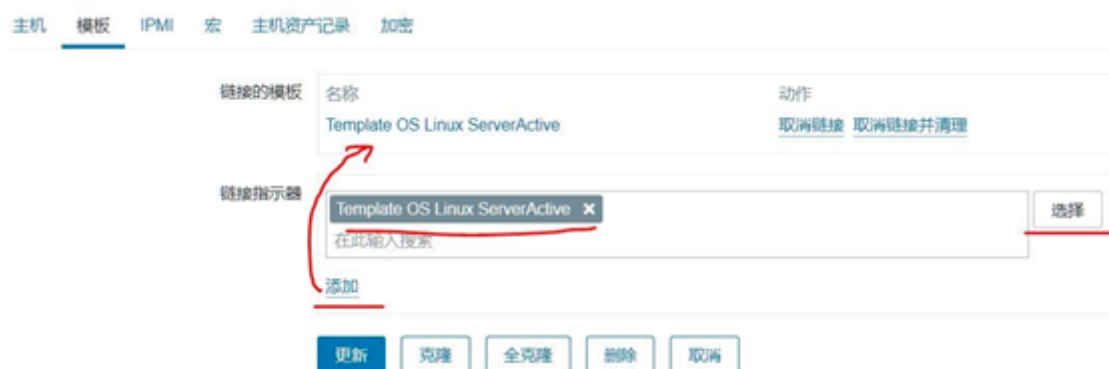 主机 模板 IPMI 宏 主机资产记录 加密
链接的模板 名称 动作
Template OS Linux ServerActive 取消链接 取消链接并清理
链接指示器 Template OS Linux ServerActive ×
选择
在此输入搜索
添加
更新 克隆 全克隆 删除 取消